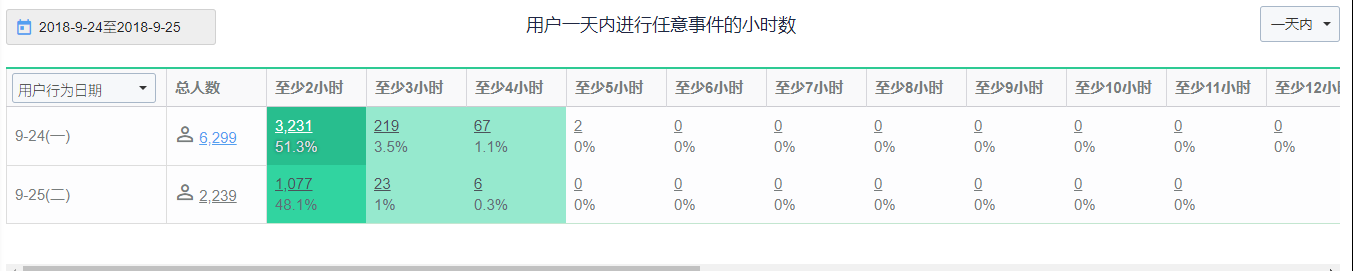 2018-9-24至2018-9-25
用户一天内进行任意事件的小时数
一天内
用户行为日期 总人数 至少2小时 至少3小时 至少4小时 至少5小时 至少6小时 至少7小时 至少8小时 至少9小时 至少10小时 至少11小时 至少12小
9-24(一) 6,299 3,231 219 67 2 0 0 0 0 0 0 0
51.3% 3.5% 1.1% 0% 0% 0% 0% 0% 0% 0% 0%
9-25(二) 2,239 1,077 23 6 0 0 0 0 0 0 0
48.1% 1% 0.3% 0% 0% 0% 0% 0% 0% 0%